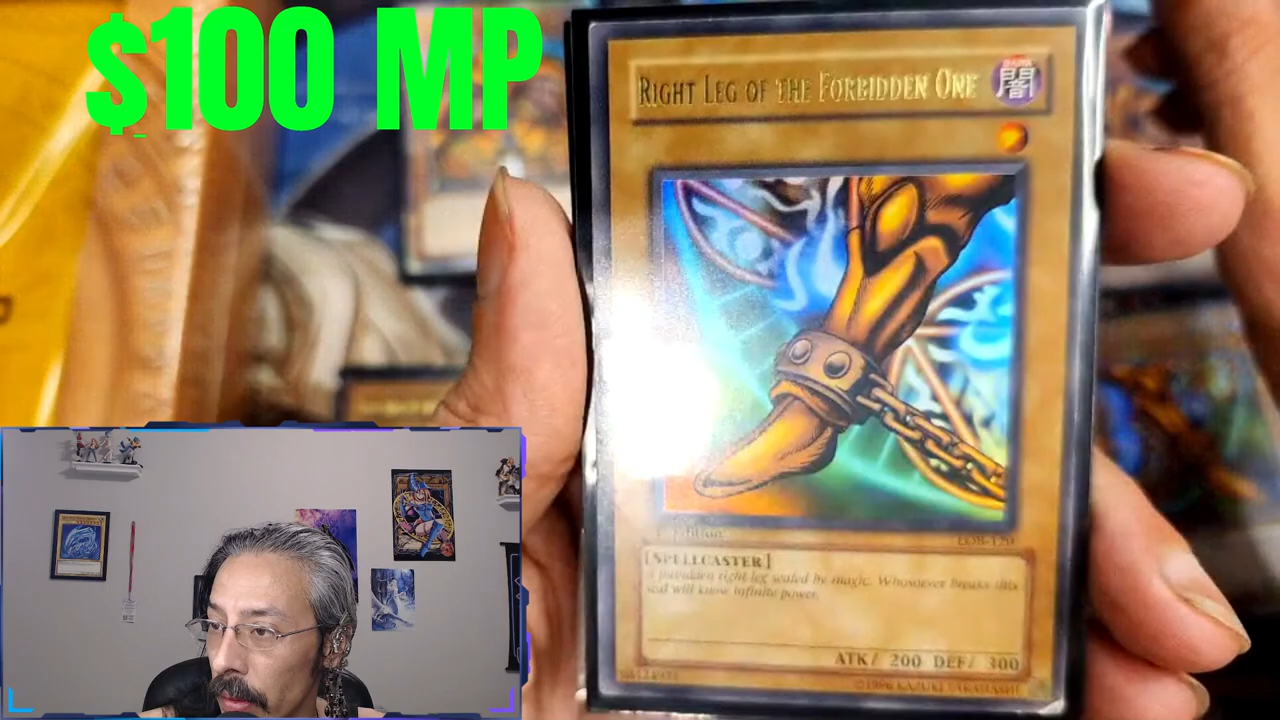 $100 MP
RIGHT LEG OF THE FORBIDDEN ONE
闇
Edition
LOB-120
[SPELLCASTER]
A forbidden right leg sealed by magic. Whosoever breaks this
seal will know infinite power.
ATK/ 200 DEF/ 300
©1996 KAZUKI TAKAHASHI